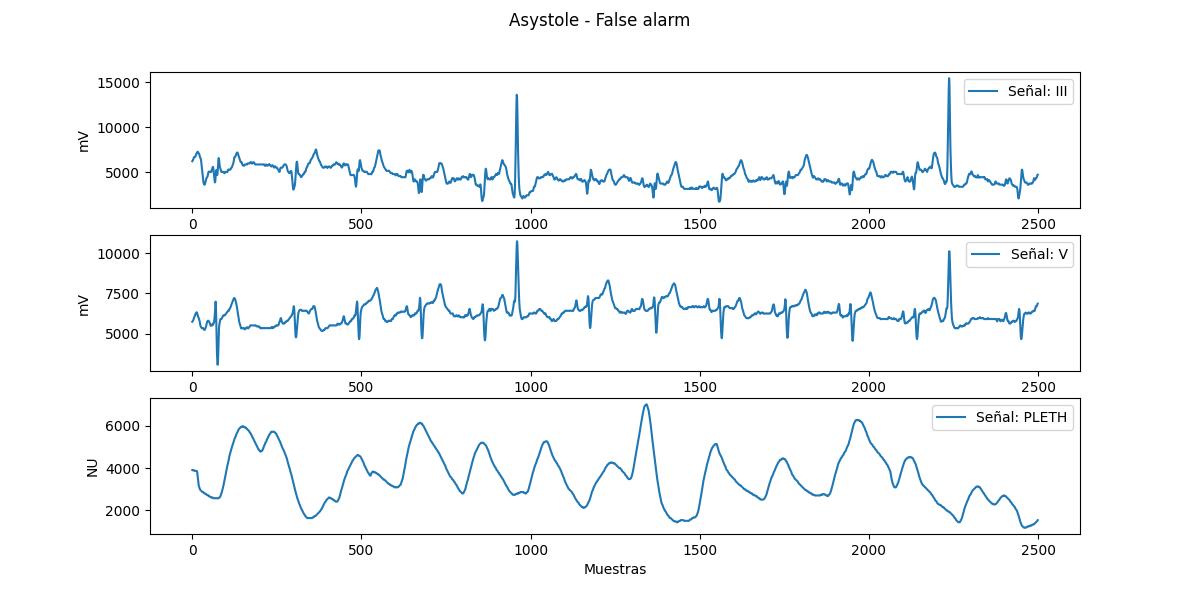 Asystole - False alarm
15000
10000
5000
mV
Señal: III
0 500 1000 1500 2000 2500
10000
7500
5000
mV
Señal: V
0 500 1000 1500 2000 2500
6000
4000
2000
NU
Señal: PLETH
0 500 1000 1500 2000 2500
Muestras